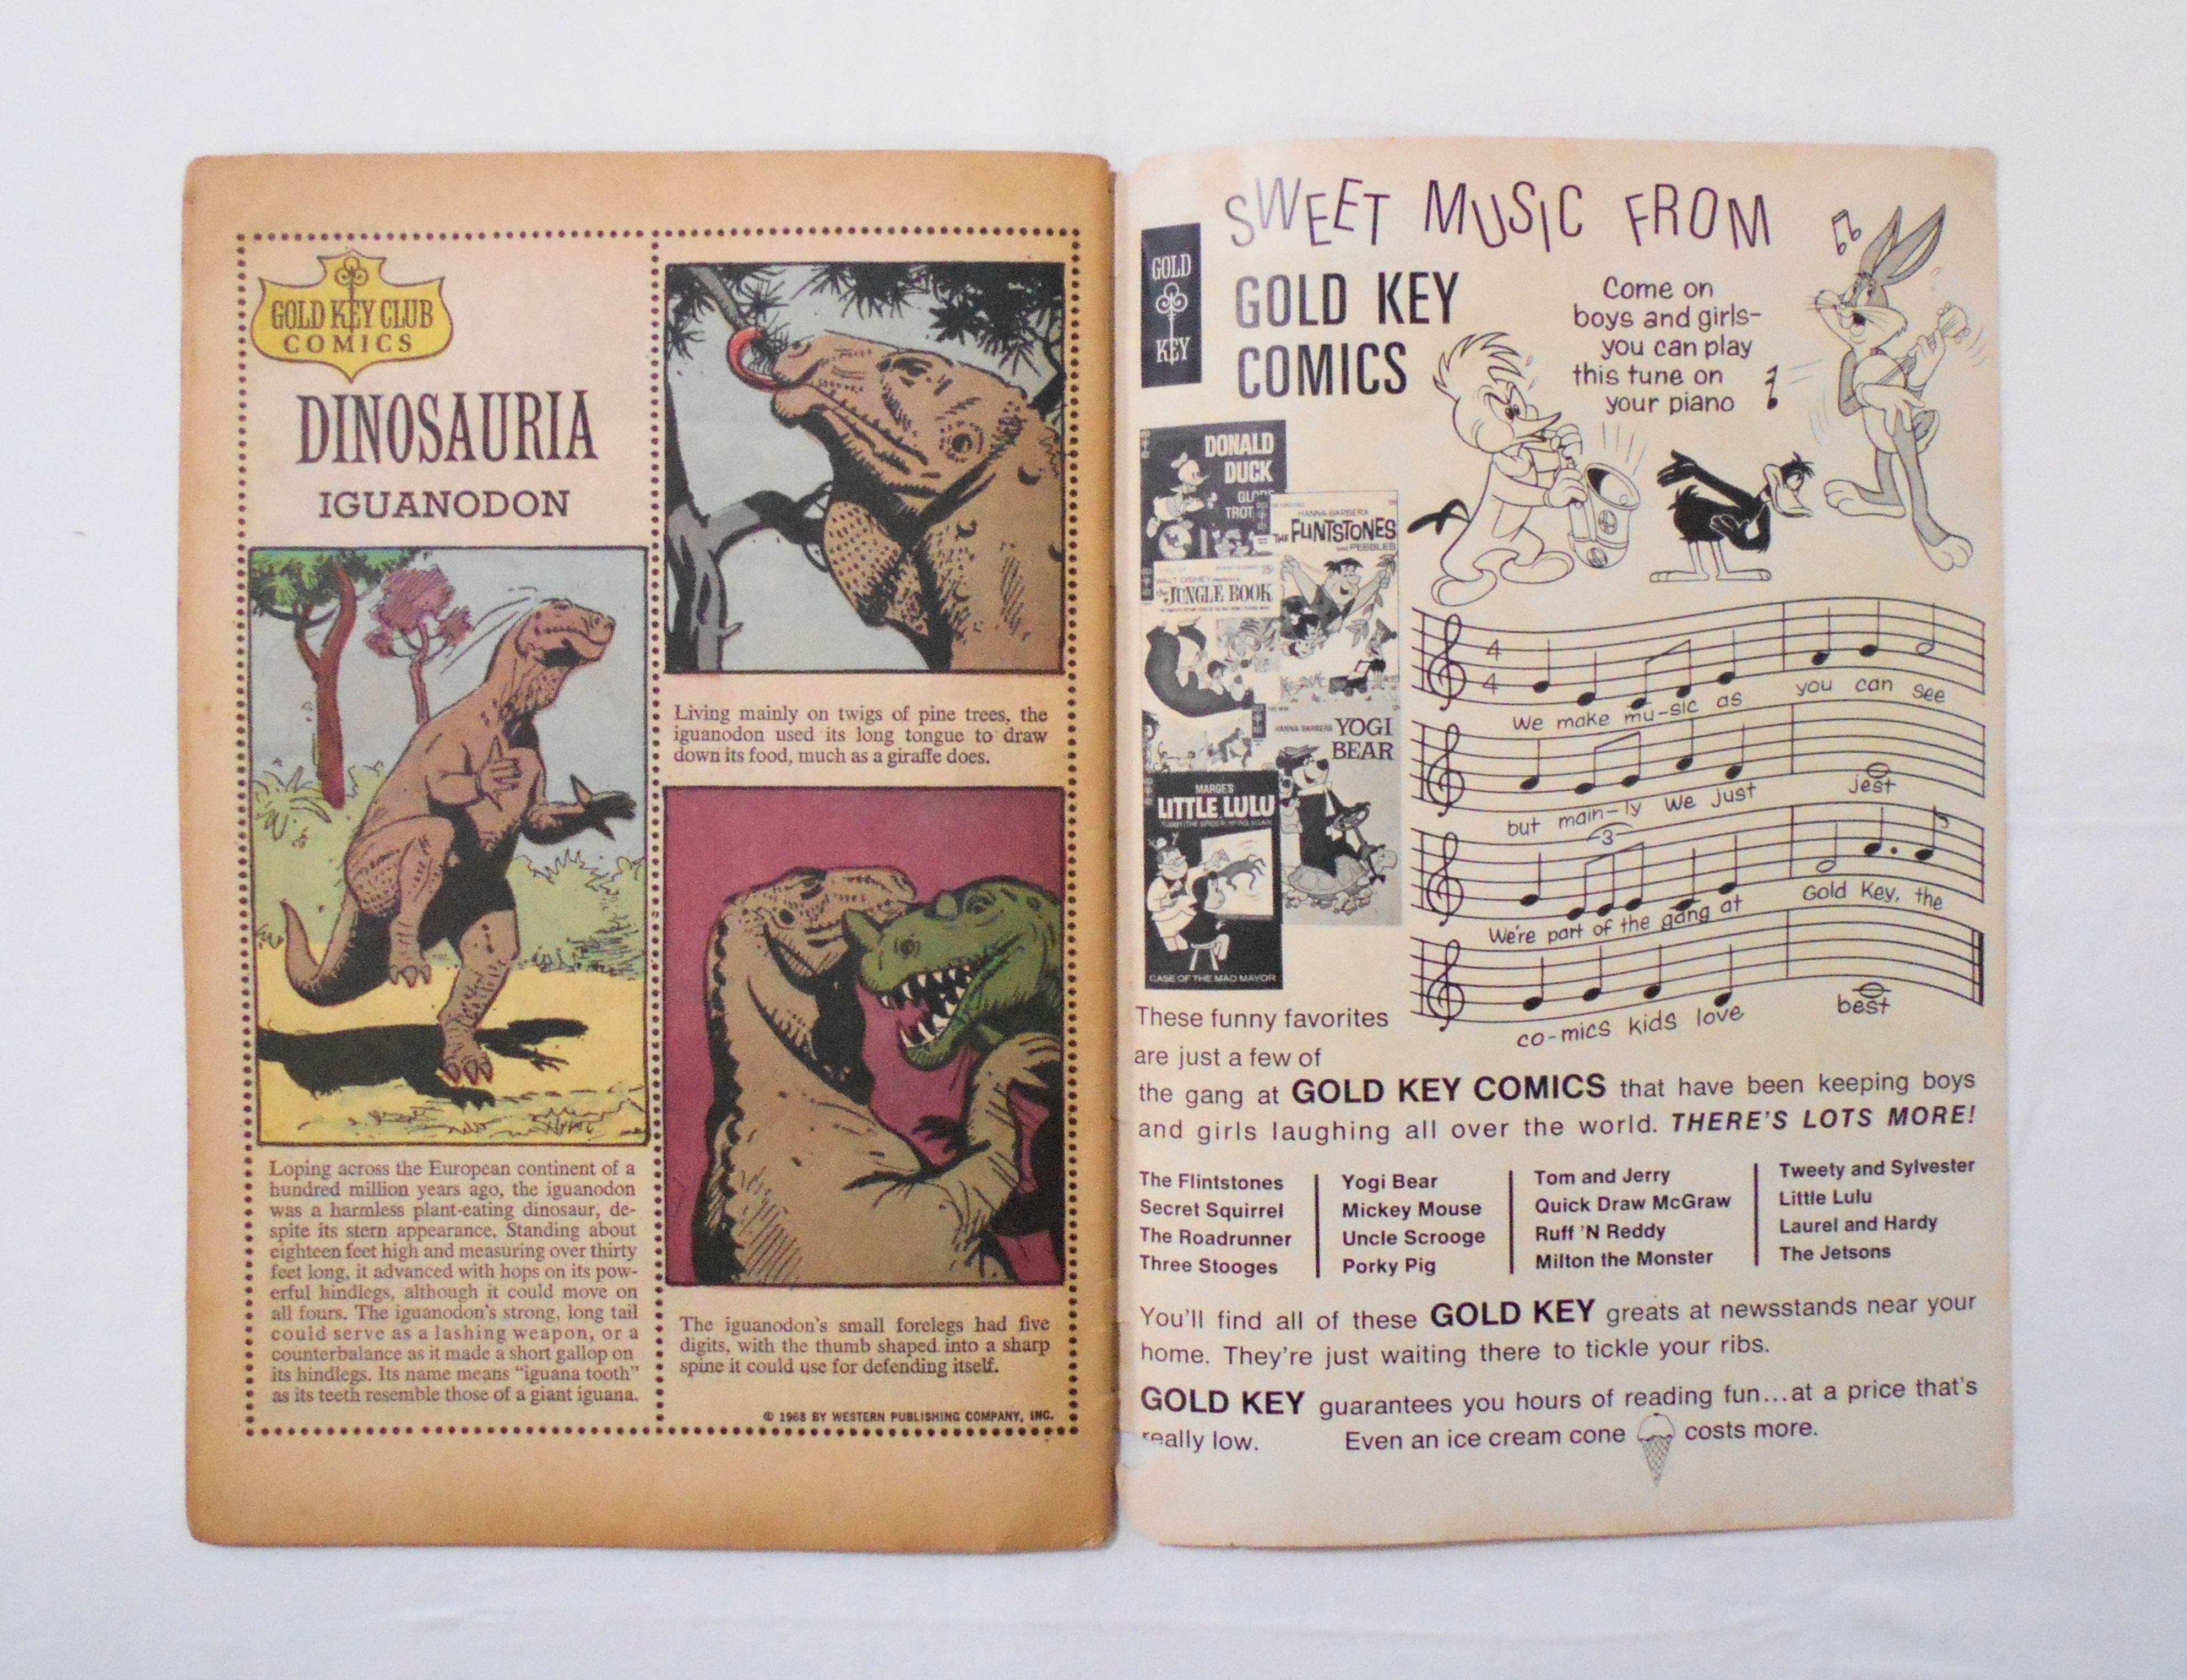 GOLD KEY CLUB
COMICS
DINOSAURIA
IGUANODON
Loping across the European continent of a
hundred million years ago, the iguanodon
was a harmless plant-eating dinosaur, de-
spite its stern appearance. Standing about
eighteen feet high and measuring over thirty
feet long, it advanced with hops on its pow-
erful hindlegs, although it could move on
all fours. The iguanodon's strong, long tail
could serve as a lashing weapon, or a
counterbalance as it made a short gallop on
its hindlegs. Its name means "iguana tooth"
as its teeth resemble those of a giant iguana.
Living mainly on twigs of pine trees, the
iguanodon used its long tongue to draw
down its food, much as a giraffe does.
The iguanodon's small forelegs had five
digits, with the thumb shaped into a sharp
spine it could use for defending itself.
© 1968 BY WESTERN PUBLISHING COMPANY, INC.
SWEET MUSIC FROM
GOLD KEY
COMICS
GOLD
KEY
Come on
boys and girls-
you can play
this tune on
your piano
DONALD
DUCK
GLOBE
TROT
HANNA-BARBERA
THE FLINTSTONES
AND PEBBLES
WALT DISNEY PRESENTS
the JUNGLE BOOK
HANNA-BARBERA YOGI
BEAR
MARGE'S
LITTLE LULU
CASE OF THE MAD MAYOR
4
4
We make mu-sic as you can see
but main-ly we just jest
3
We're part of the gang at Gold Key, the
co-mics kids love best
These funny favorites
are just a few of
the gang at GOLD KEY COMICS that have been keeping boys
and girls laughing all over the world. THERE'S LOTS MORE!
The Flintstones
Secret Squirrel
The Roadrunner
Three Stooges
Yogi Bear
Mickey Mouse
Uncle Scrooge
Porky Pig
Tom and Jerry
Quick Draw McGraw
Ruff 'N Reddy
Milton the Monster
Tweety and Sylvester
Little Lulu
Laurel and Hardy
The Jetsons
You'll find all of these GOLD KEY greats at newsstands near your
home. They're just waiting there to tickle your ribs.
GOLD KEY guarantees you hours of reading fun...at a price that's
really low. Even an ice cream cone costs more.